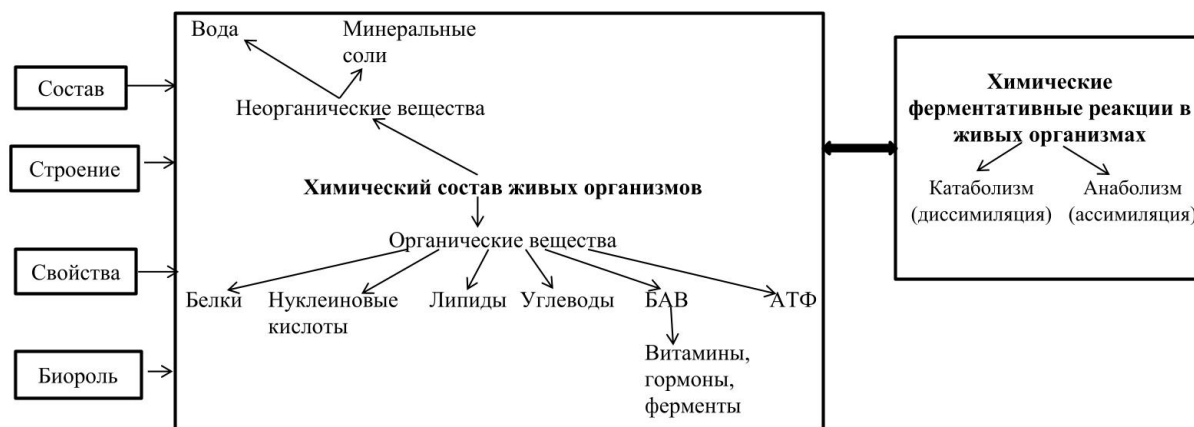 Состав
Строение
Свойства
Биороль
Вода
Минеральные
соли
Неорганические вещества
Химический состав живых организмов
Органические вещества
Белки
Нуклеиновые
кислоты
Липиды
Углеводы
БАВ
АТФ
Витамины,
гормоны,
ферменты
Химические
ферментативные реакции в
живых организмах
Катаболизм
(диссимиляция)
Анаболизм
(ассимиляция)